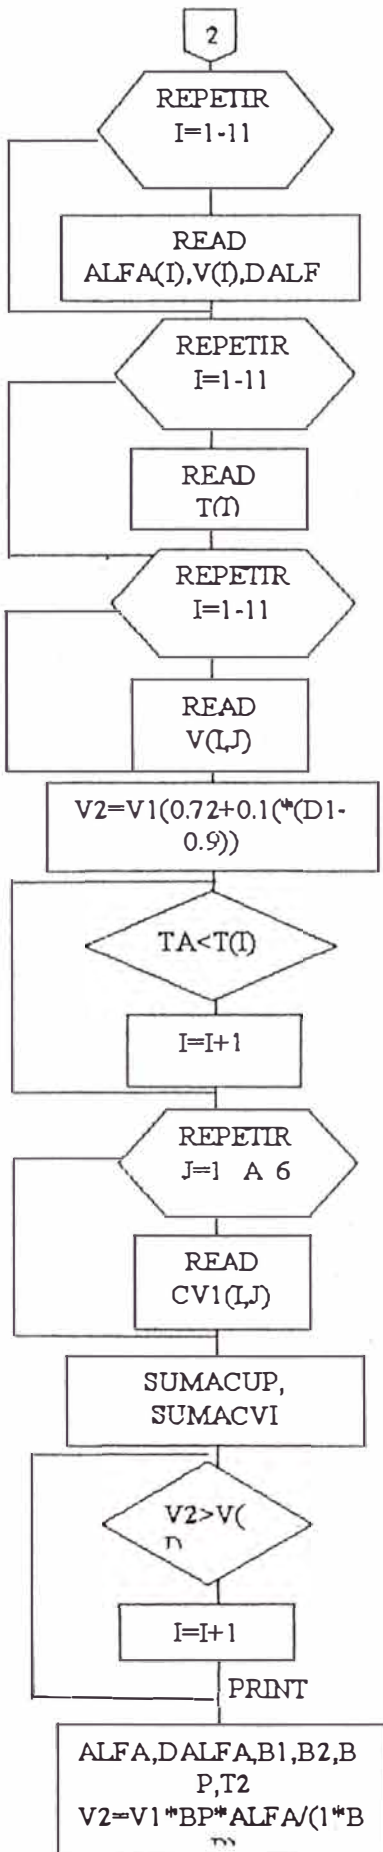 2
REPETIR
I=1-11
READ
ALFA(I),V(I),DALF
REPETIR
I=1-11
READ
T(I)
REPETIR
I=1-11
READ
V(I,J)
V2=V1(0.72+0.1(*(D1-
0.9))
TA<T(I)
I=I+1
REPETIR
J=1 A 6
READ
CV1(I,J)
SUMACUP,
SUMACVI
V2>V(
I=I+1
PRINT
ALFA,DALFA,B1,B2,B
P,T2
V2=V1*BP*ALFA/(1*B